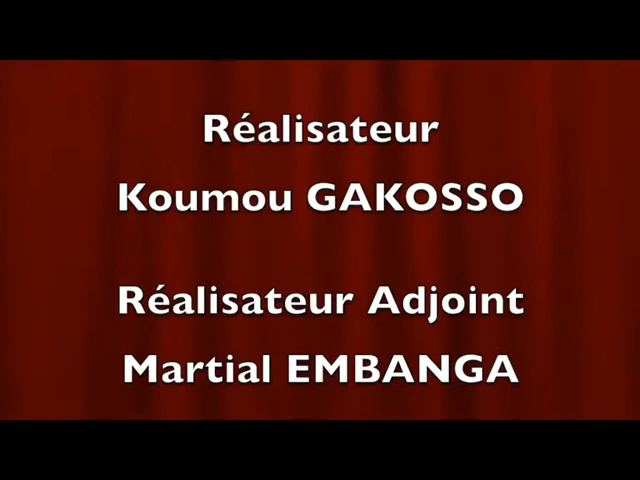 Réalisateur
Koumou GAKOSSO
Réalisateur Adjoint
Martial EMBANGA